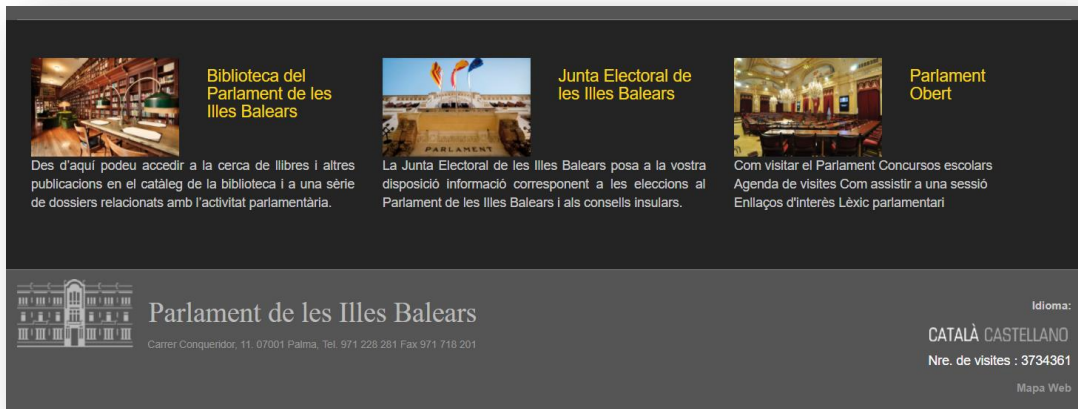 Biblioteca del
Parlament de les
Illes Balears
Des d'aquí podeu accedir a la cerca de llibres i altres
publicacions en el catàleg de la biblioteca i a una sèrie
de dossiers relacionats amb l'activitat parlamentària.
PARLAMENT
Junta Electoral de
les Illes Balears
La Junta Electoral de les Illes Balears posa a la vostra
disposició informació corresponent a les eleccions al
Parlament de les Illes Balears i als consells insulars.
Parlament
Obert
Com visitar el Parlament Concursos escolars
Agenda de visites Com assistir a una sessió
Enllaços d'interès Lèxic parlamentari
Parlament de les Illes Balears
Carrer Conqueridor, 11. 07001 Palma, Tel. 971 228 281 Fax 971 718 201
Idioma:
CATALÀ CASTELLANO
Nre. de visites : 3734361
Mapa Web